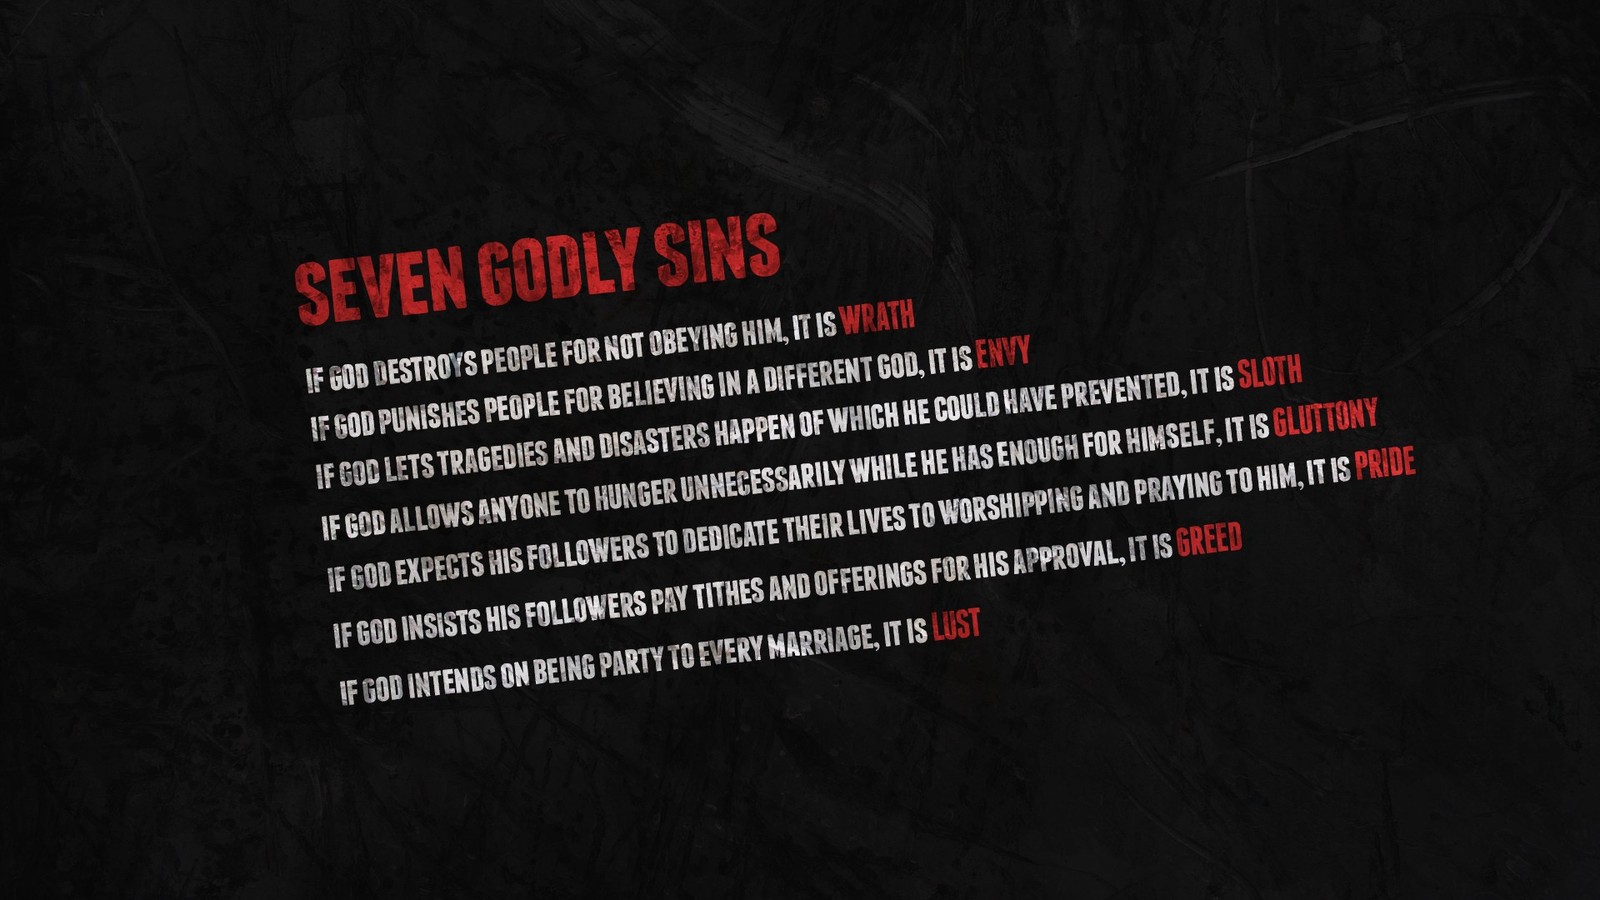 SEVEN GODLY SINS
IF GOD DESTROYS PEOPLE FOR NOT OBEYING HIM, IT IS WRATH
IF GOD PUNISHES PEOPLE FOR BELIEVING IN A DIFFERENT GOD, IT IS ENVY
IF GOD LETS TRAGEDIES AND DISASTERS HAPPEN OF WHICH HE COULD HAVE PREVENTED, IT IS SLOTH
IF GOD ALLOWS ANYONE TO HUNGER UNNECESSARILY WHILE HE HAS ENOUGH FOR HIMSELF, IT IS GLUTTONY
IF GOD EXPECTS HIS FOLLOWERS TO DEDICATE THEIR LIVES TO WORSHIPPING AND PRAYING TO HIM, IT IS PRIDE
IF GOD INSISTS HIS FOLLOWERS PAY TITHES AND OFFERINGS FOR HIS APPROVAL, IT IS GREED
IF GOD INTENDS ON BEING PARTY TO EVERY MARRIAGE, IT IS LUST